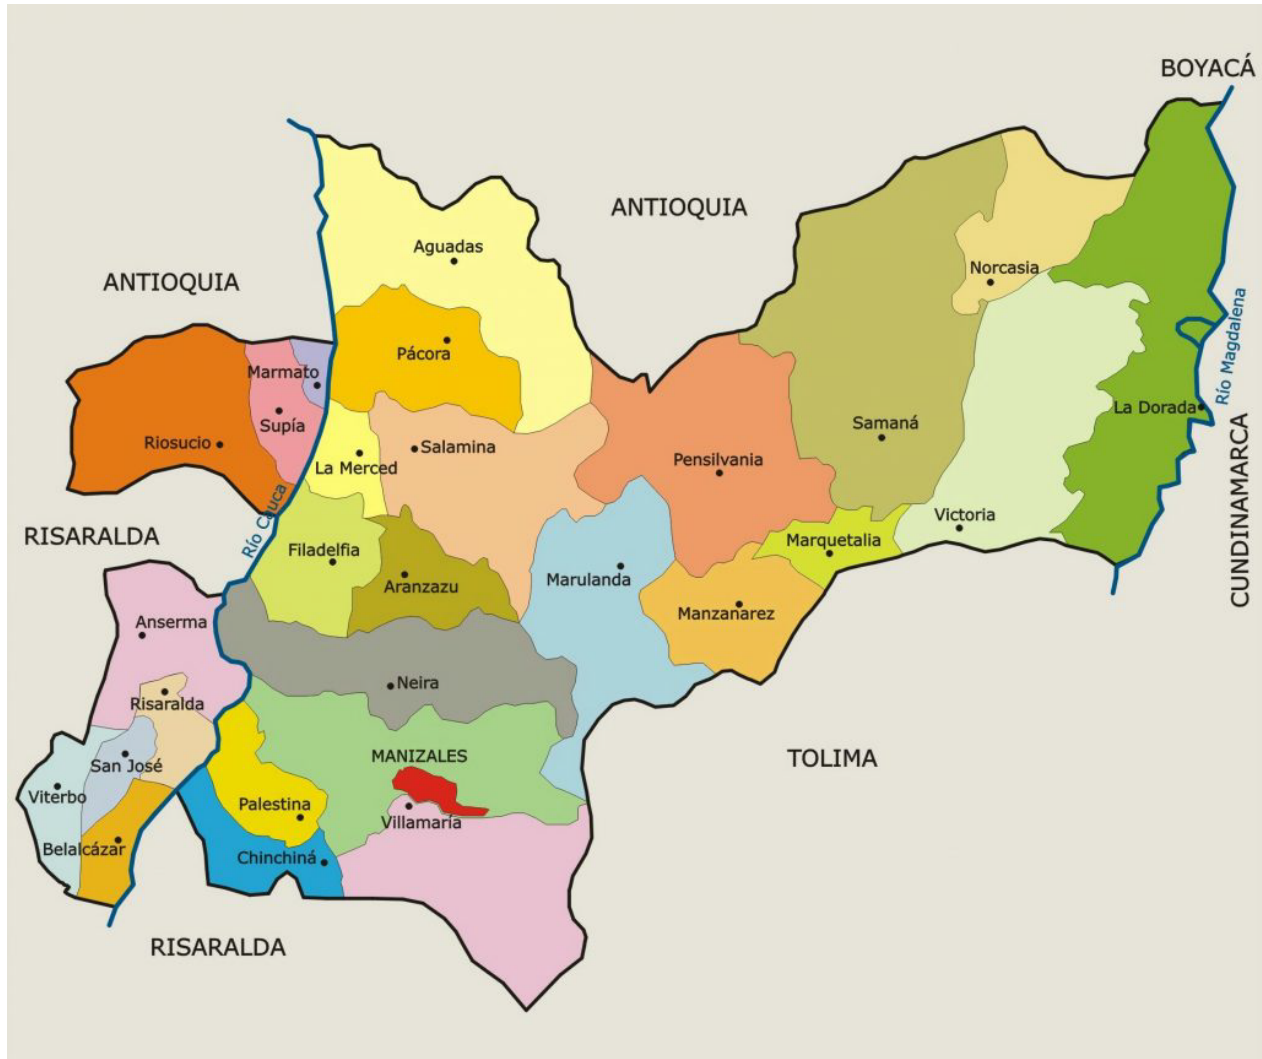 BOYACÁ
ANTIOQUIA
Aguadas
Norcasia
ANTIOQUIA
Río Magdalena
Pácora
Marmato
La Dorada
Supía
Samaná
Riosucio
Salamina
La Merced
Pensilvania
CUNDINAMARCA
Río Cauca
Victoria
RISARALDA
Filadelfia
Marquetalia
Aranzazu
Marulanda
Manzanarez
Anserma
Neira
Risaralda
MANIZALES
TOLIMA
San José
Viterbo
Palestina
Villamaría
Belalcázar
Chinchiná
RISARALDA